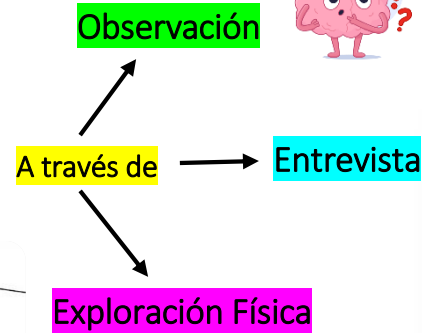 Observación
?
A través de
Entrevista
Exploración Física